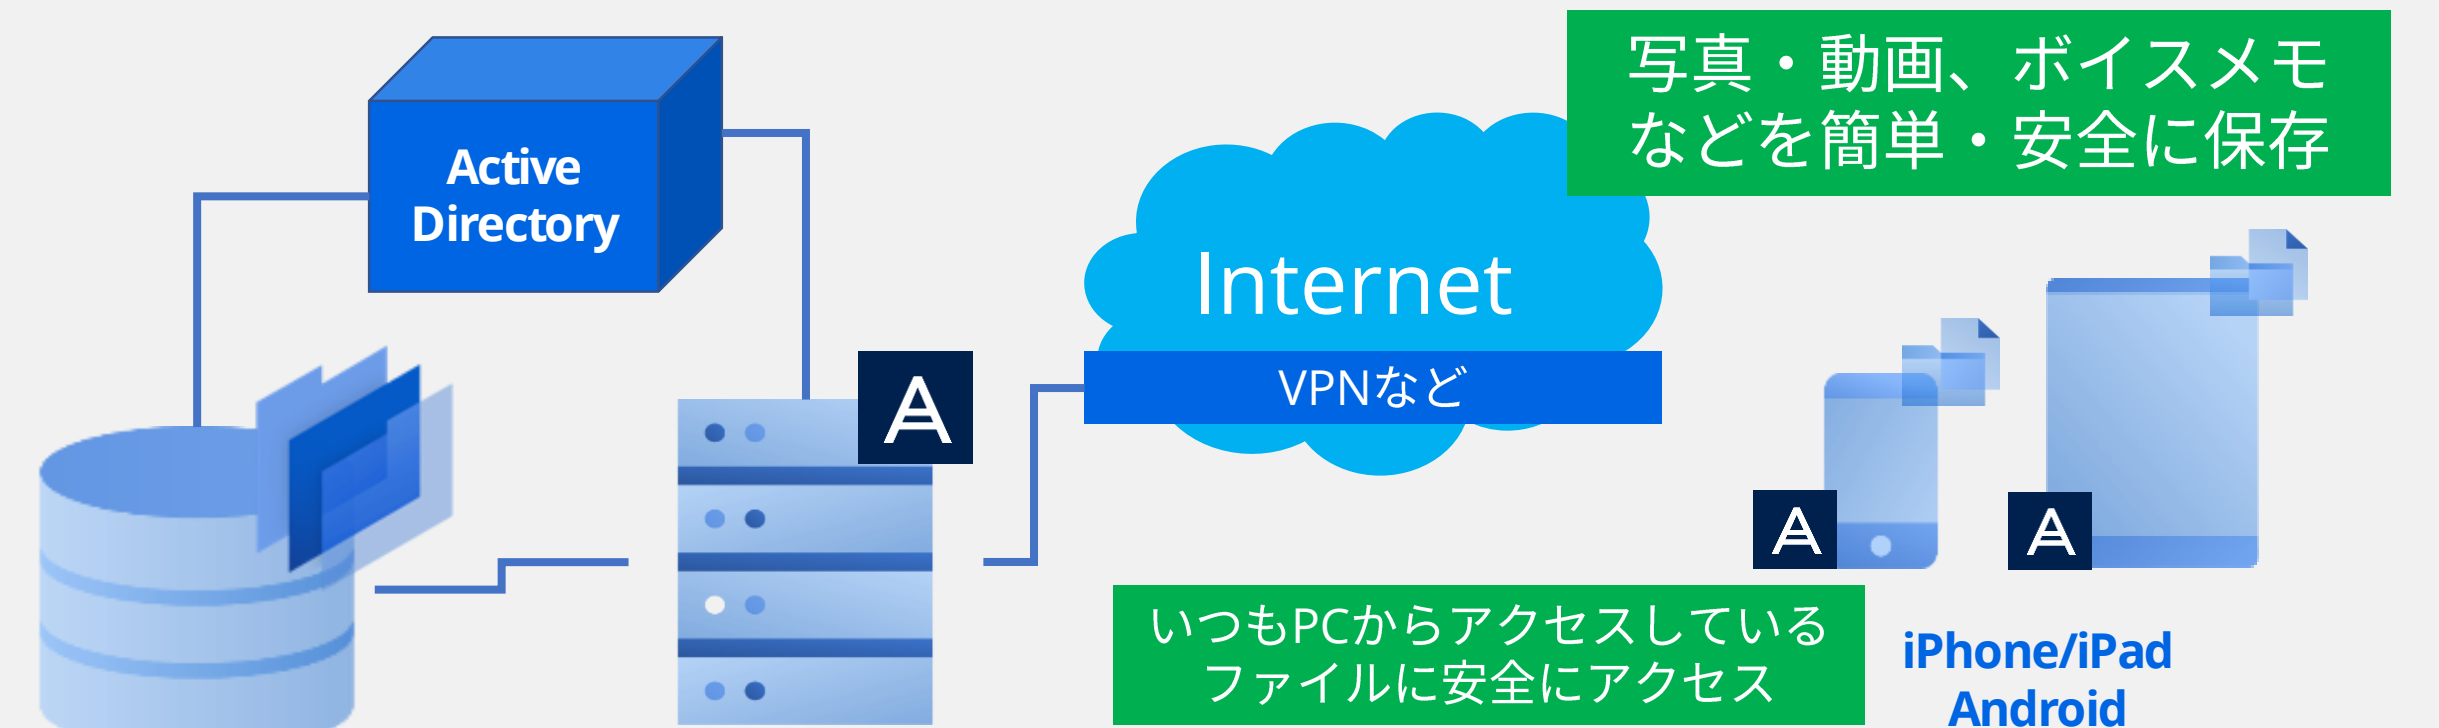 写真・動画、ボイスメモ
などを簡単・安全に保存
Active
Directory
Internet
VPNなど
いつもPCからアクセスしている
ファイルに安全にアクセス
iPhone/iPad
Android